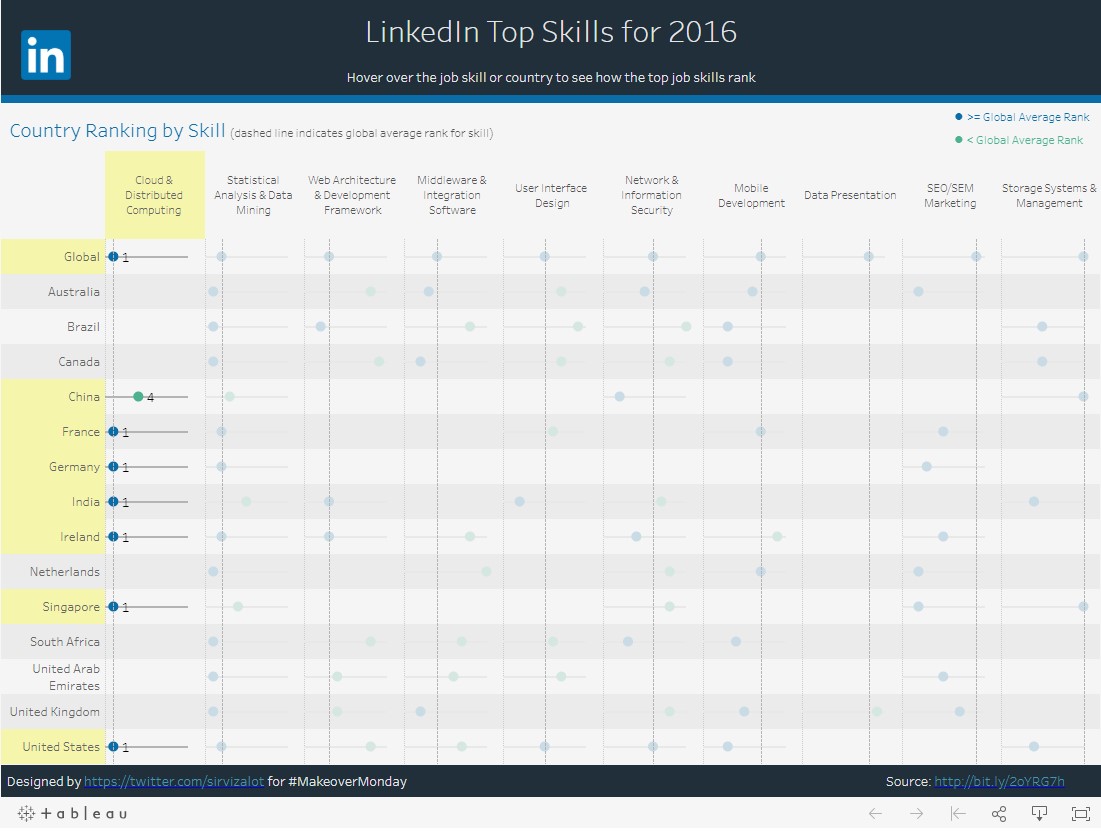 in
LinkedIn Top Skills for 2016
Hover over the job skill or country to see how the top job skills rank
Country Ranking by Skill (dashed line indicates global average rank for skill)
>= Global Average Rank
< Global Average Rank
Cloud &
Distributed
Computing
Statistical
Analysis & Data
Mining
Web Architecture
& Development
Framework
Middleware &
Integration
Software
User Interface
Design
Network &
Information
Security
Mobile
Development
Data Presentation
SEO/SEM
Marketing
Storage Systems &
Management
Global 1
Australia
Brazil
Canada
China 4
France 1
Germany 1
India 1
Ireland 1
Netherlands
Singapore 1
South Africa
United Arab
Emirates
United Kingdom
United States 1
Designed by https://twitter.com/sirvizalot for #MakeoverMonday
Source: http://bit.ly/2oYRG7h
+ableau